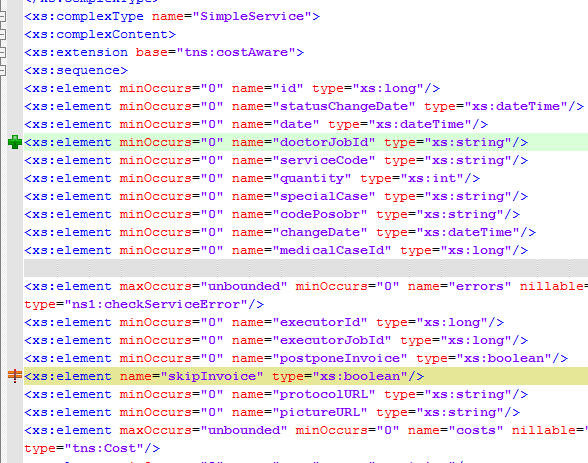 <xs:complexType name="SimpleService">
<xs:complexContent>
<xs:extension base="tns:costAware">
<xs:sequence>
<xs:element minOccurs="0" name="id" type="xs:long"/>
<xs:element minOccurs="0" name="statusChangeDate" type="xs:dateTime"/>
<xs:element minOccurs="0" name="date" type="xs:dateTime"/>
<xs:element minOccurs="0" name="doctorJobId" type="xs:string"/>
<xs:element minOccurs="0" name="serviceCode" type="xs:string"/>
<xs:element minOccurs="0" name="quantity" type="xs:int"/>
<xs:element minOccurs="0" name="specialCase" type="xs:string"/>
<xs:element minOccurs="0" name="codePosobr" type="xs:string"/>
<xs:element minOccurs="0" name="changeDate" type="xs:dateTime"/>
<xs:element minOccurs="0" name="medicalCaseId" type="xs:long"/>
<xs:element maxOccurs="unbounded" minOccurs="0" name="errors" nillable=
type="ns1:checkServiceError"/>
<xs:element minOccurs="0" name="executorId" type="xs:long"/>
<xs:element minOccurs="0" name="executorJobId" type="xs:long"/>
<xs:element minOccurs="0" name="postponeInvoice" type="xs:boolean"/>
<xs:element name="skipInvoice" type="xs:boolean"/>
<xs:element minOccurs="0" name="protocolURL" type="xs:string"/>
<xs:element minOccurs="0" name="pictureURL" type="xs:string"/>
<xs:element maxOccurs="unbounded" minOccurs="0" name="costs" nillable="
type="tns:Cost"/>